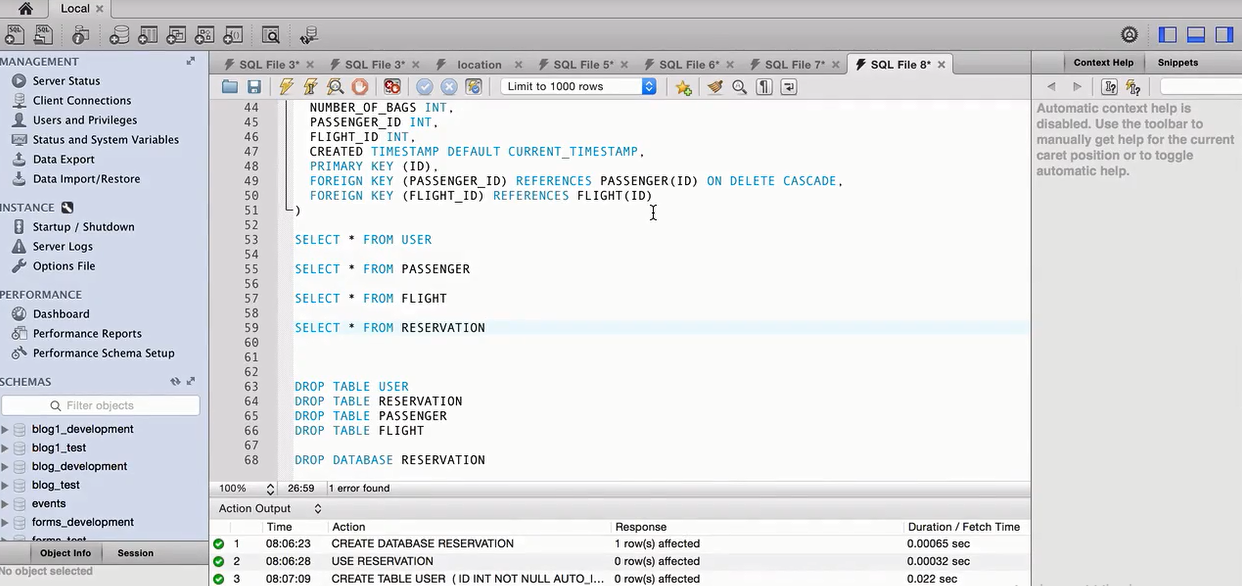 Local
MANAGEMENT
Server Status
Client Connections
Users and Privileges
Status and System Variables
Data Export
Data Import/Restore
INSTANCE
Startup / Shutdown
Server Logs
Options File
PERFORMANCE
Dashboard
Performance Reports
Performance Schema Setup
SCHEMAS
Filter objects
blog1_development
blog1_test
blog_development
blog_test
events
forms_development
Object Info Session
No object selected
SQL File 3* SQL File 3* location SQL File 5* SQL File 6* SQL File 7* SQL File 8*
Limit to 1000 rows
44 NUMBER_OF_BAGS INT,
45 PASSENGER_ID INT,
46 FLIGHT_ID INT,
47 CREATED TIMESTAMP DEFAULT CURRENT_TIMESTAMP,
48 PRIMARY KEY (ID),
49 FOREIGN KEY (PASSENGER_ID) REFERENCES PASSENGER(ID) ON DELETE CASCADE,
50 FOREIGN KEY (FLIGHT_ID) REFERENCES FLIGHT(ID)
51 )
52
53 SELECT * FROM USER
54
55 SELECT * FROM PASSENGER
56
57 SELECT * FROM FLIGHT
58
59 SELECT * FROM RESERVATION
60
61
62
63 DROP TABLE USER
64 DROP TABLE RESERVATION
65 DROP TABLE PASSENGER
66 DROP TABLE FLIGHT
67
68 DROP DATABASE RESERVATION
100% 26:59 1 error found
Action Output
Time Action Response Duration / Fetch Time
1 08:06:23 CREATE DATABASE RESERVATION 1 row(s) affected 0.00065 sec
2 08:06:28 USE RESERVATION 0 row(s) affected 0.00032 sec
3 08:07:09 CREATE TABLE USER ( ID INT NOT NULL AUTO_I... 0 row(s) affected 0.022 sec
Context Help Snippets
Automatic context help is
disabled. Use the toolbar to
manually get help for the current
caret position or to toggle
automatic help.